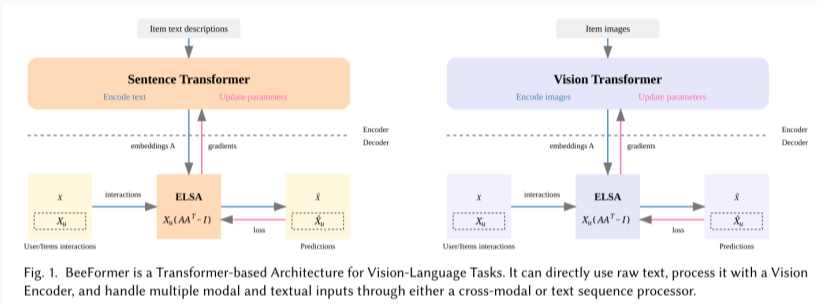 Item text descriptions
Sentence Transformer
Encode text
Update parameters
Encoder
Decoder
embeddings A
gradients
X
X_u
interactions
ELSA
X_u(AA^T−I)
loss
X̂
X̂_u
User/Items interactions
Predictions
Item images
Vision Transformer
Encode images
Update parameters
Encoder
Decoder
embeddings A
gradients
X
X_u
interactions
ELSA
X_u(AA^T−I)
loss
X̂
X̂_u
User/Items interactions
Predictions
Fig. 1. BeeFormer is a Transformer-based Architecture for Vision-Language Tasks. It can directly use raw text, process it with a Vision
Encoder, and handle multiple modal and textual inputs through either a cross-modal or text sequence processor.